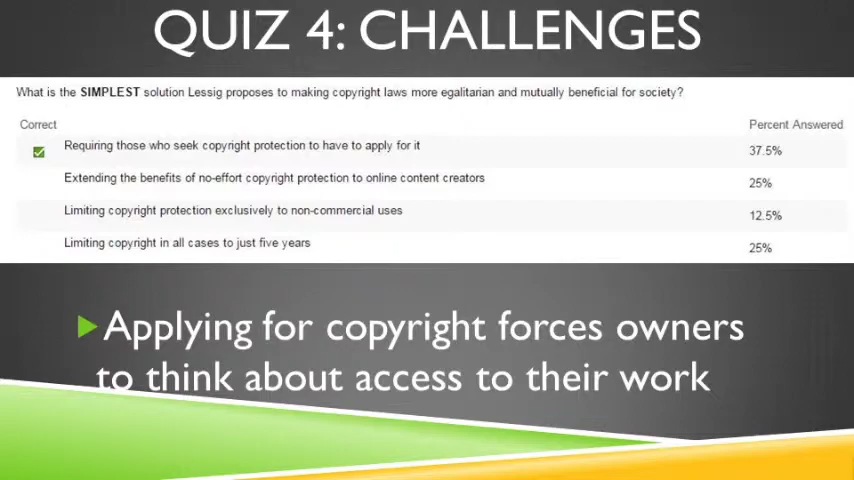 QUIZ 4: CHALLENGES
What is the SIMPLEST solution Lessig proposes to making copyright laws more egalitarian and mutually beneficial for society?
Correct Percent Answered
Requiring those who seek copyright protection to have to apply for it 37.5%
Extending the benefits of no-effort copyright protection to online content creators 25%
Limiting copyright protection exclusively to non-commercial uses 12.5%
Limiting copyright in all cases to just five years 25%
Applying for copyright forces owners
to think about access to their work